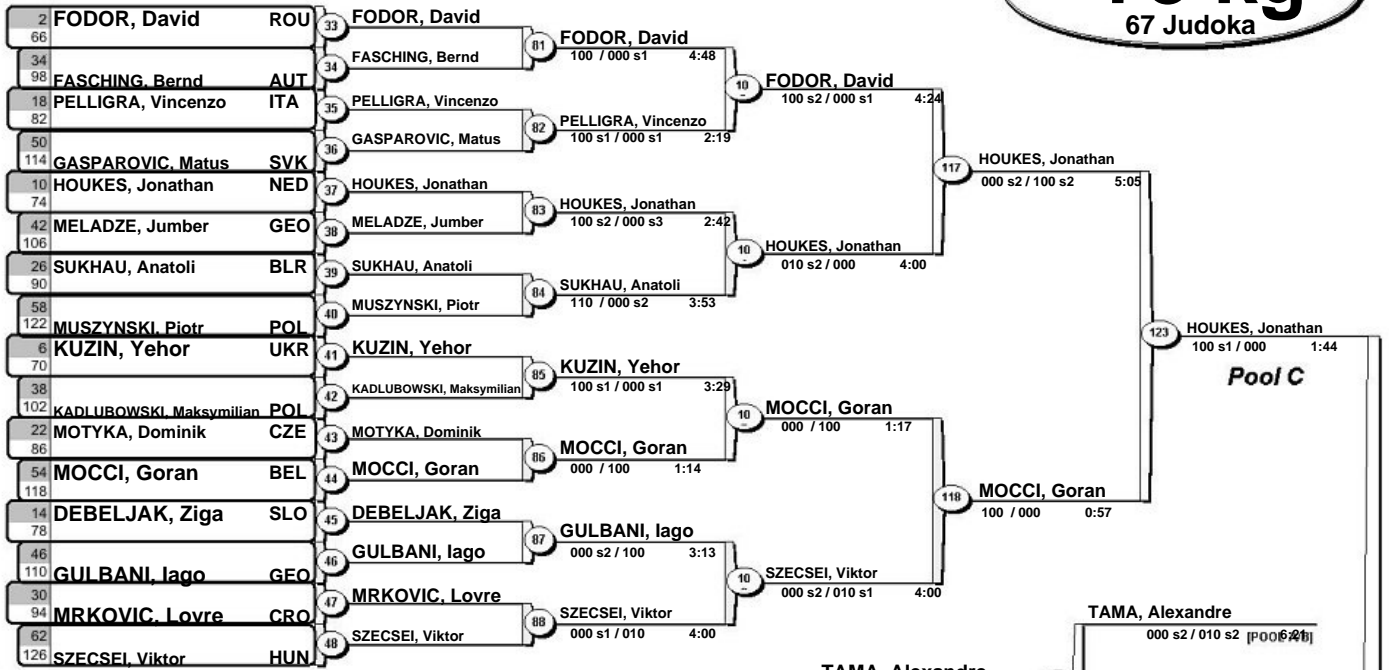 67 Judoka
2 FODOR, David ROU
66
34
98 FASCHING, Bernd AUT
18 PELLIGRA, Vincenzo ITA
82
50
114 GASPAROVIC, Matus SVK
10 HOUKES, Jonathan NED
74
42 MELADZE, Jumber GEO
106
26 SUKHAU, Anatoli BLR
90
58
122 MUSZYNSKI, Piotr POL
6 KUZIN, Yehor UKR
70
38
102 KADLUBOWSKI, Maksymilian POL
22 MOTYKA, Dominik CZE
86
54 MOCCI, Goran BEL
118
14 DEBELJAK, Ziga SLO
78
46
110 GULBANI, Iago GEO
30
94 MRKOVIC, Lovre CRO
62
126 SZECSEI, Viktor HUN
33 FODOR, David
34 FASCHING, Bernd
35 PELLIGRA, Vincenzo
36 GASPAROVIC, Matus
37 HOUKES, Jonathan
38 MELADZE, Jumber
39 SUKHAU, Anatoli
40 MUSZYNSKI, Piotr
41 KUZIN, Yehor
42 KADLUBOWSKI, Maksymilian
43 MOTYKA, Dominik
44 MOCCI, Goran
45 DEBELJAK, Ziga
46 GULBANI, Iago
47 MRKOVIC, Lovre
48 SZECSEI, Viktor
81 FODOR, David
100 / 000 s1 4:48
82 PELLIGRA, Vincenzo
100 s1 / 000 s1 2:19
83 HOUKES, Jonathan
100 s2 / 000 s3 2:42
84 SUKHAU, Anatoli
110 / 000 s2 3:53
85 KUZIN, Yehor
100 s1 / 000 s1 3:29
86 MOCCI, Goran
000 / 100 1:14
87 GULBANI, Iago
000 s2 / 100 3:13
88 SZECSEI, Viktor
000 s1 / 010 4:00
10 FODOR, David
100 s2 / 000 s1 4:24
10 HOUKES, Jonathan
010 s2 / 000 4:00
10 MOCCI, Goran
000 / 100 1:17
10 SZECSEI, Viktor
000 s2 / 010 s1 4:00
117 HOUKES, Jonathan
000 s2 / 100 s2 5:05
118 MOCCI, Goran
100 / 000 0:57
123 HOUKES, Jonathan
100 s1 / 000 1:44
Pool C
TAMA, Alexandre
000 s2 / 010 s2 6:21
TAMA, Alexandre